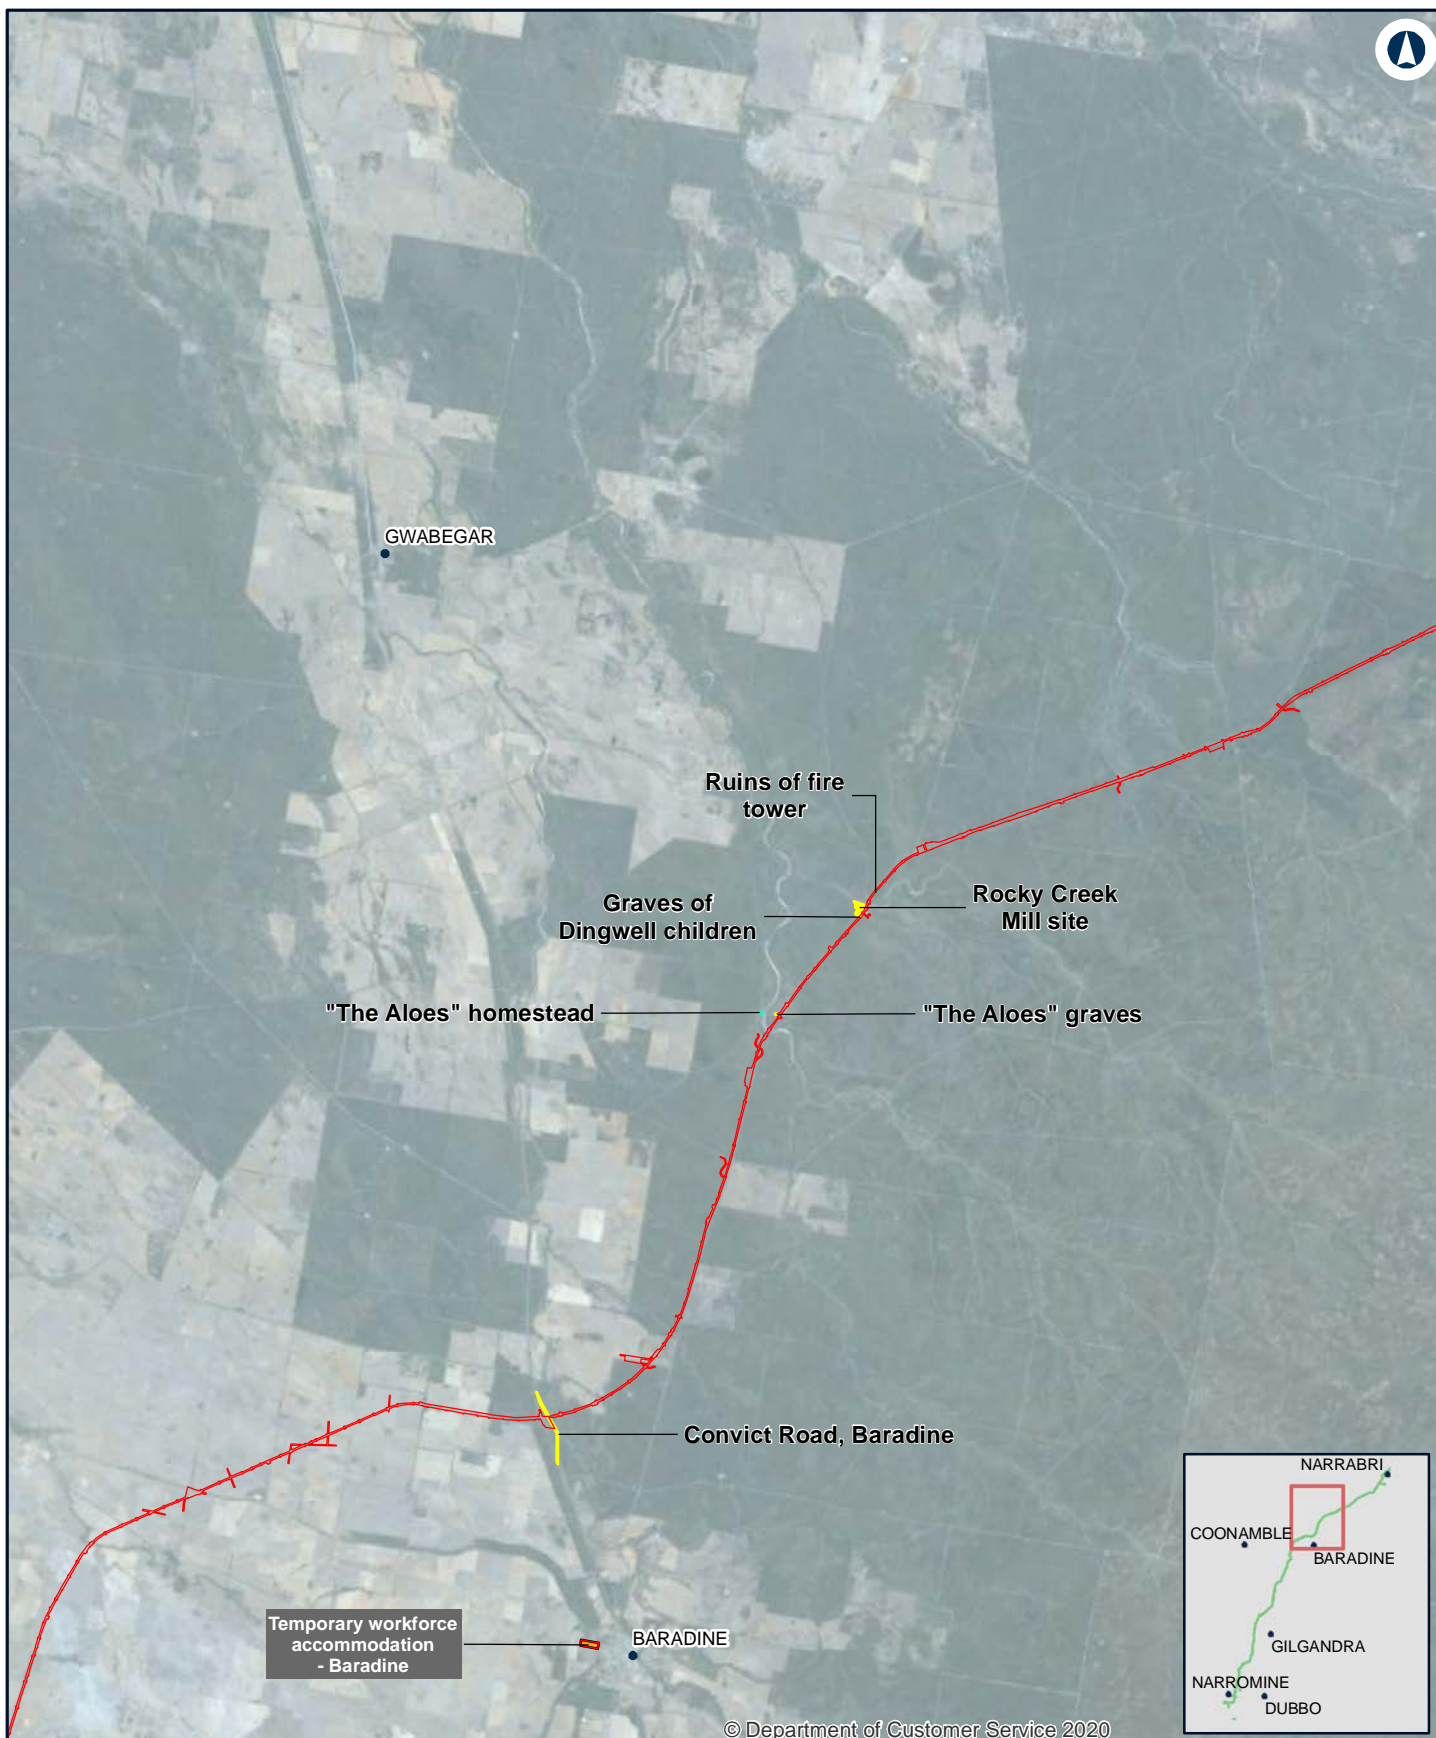 GWABEGAR
Ruins of fire
tower
Graves of
Dingwell children
Rocky Creek
Mill site
"The Aloes" homestead
"The Aloes" graves
Convict Road, Baradine
Temporary workforce
accommodation
- Baradine
BARADINE
© Department of Customer Service 2020
NARRABRI
COONAMBLE
BARADINE
GILGANDRA
NARROMINE
DUBBO